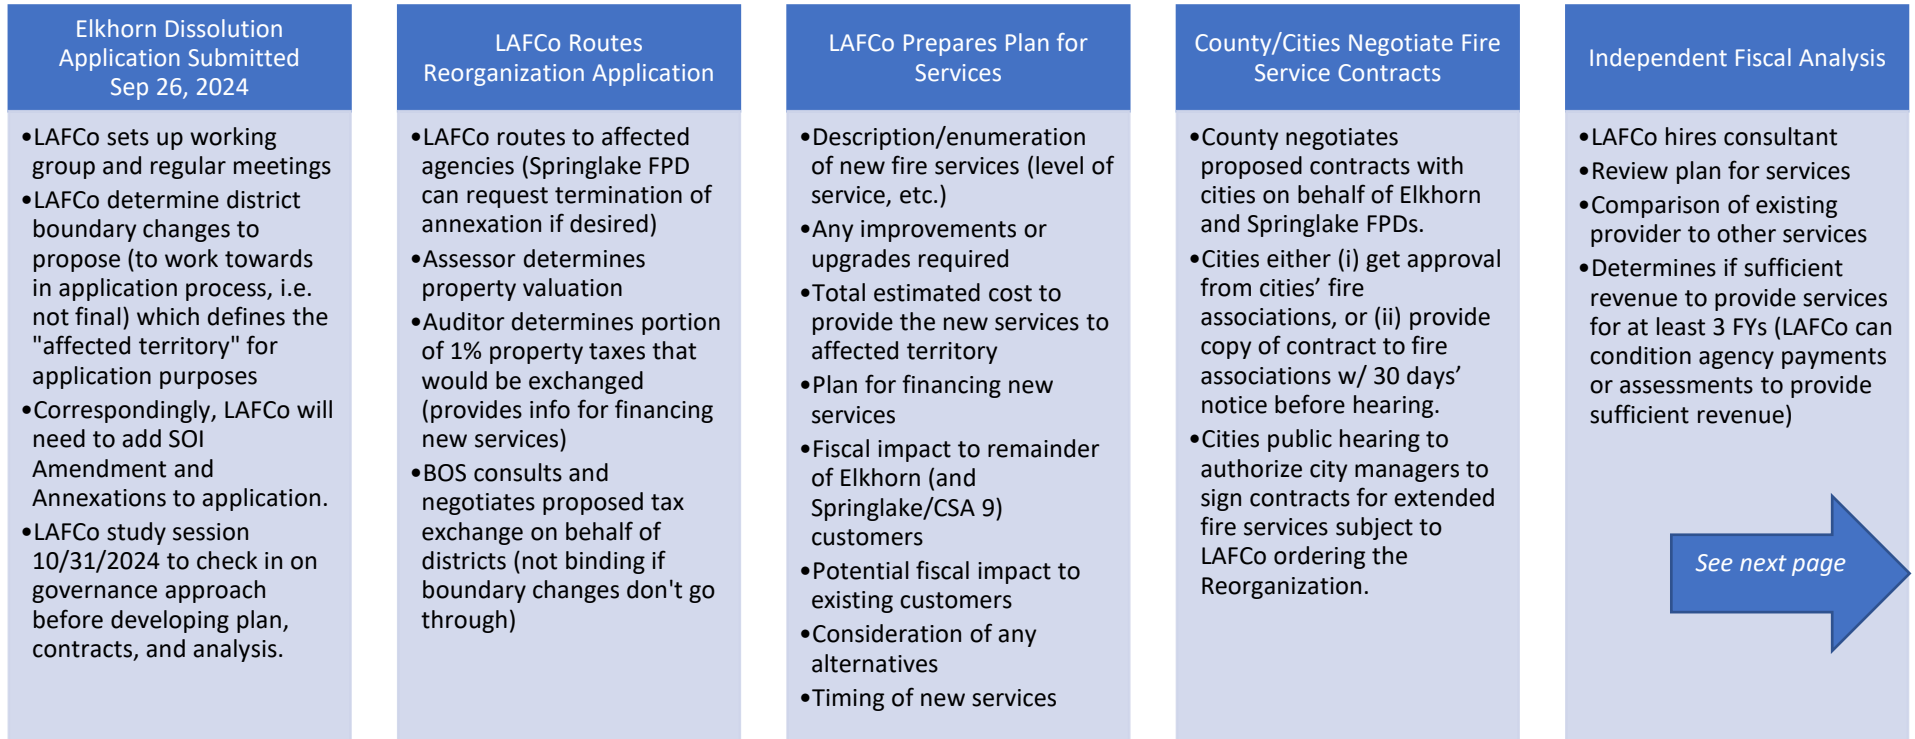 Elkhorn Dissolution
Application Submitted
Sep 26, 2024
•LAFCo sets up working
group and regular meetings
•LAFCo determine district
boundary changes to
propose (to work towards
in application process, i.e.
not final) which defines the
"affected territory" for
application purposes
•Correspondingly, LAFCo will
need to add SOI
Amendment and
Annexations to application.
•LAFCo study session
10/31/2024 to check in on
governance approach
before developing plan,
contracts, and analysis.
LAFCo Routes
Reorganization Application
•LAFCo routes to affected
agencies (Springlake FPD
can request termination of
annexation if desired)
•Assessor determines
property valuation
•Auditor determines portion
of 1% property taxes that
would be exchanged
(provides info for financing
new services)
•BOS consults and
negotiates proposed tax
exchange on behalf of
districts (not binding if
boundary changes don't go
through)
LAFCo Prepares Plan for
Services
•Description/enumeration
of new fire services (level of
service, etc.)
•Any improvements or
upgrades required
•Total estimated cost to
provide the new services to
affected territory
•Plan for financing new
services
•Fiscal impact to remainder
of Elkhorn (and
Springlake/CSA 9)
customers
•Potential fiscal impact to
existing customers
•Consideration of any
alternatives
•Timing of new services
County/Cities Negotiate Fire
Service Contracts
•County negotiates
proposed contracts with
cities on behalf of Elkhorn
and Springlake FPDs.
•Cities either (i) get approval
from cities’ fire
associations, or (ii) provide
copy of contract to fire
associations w/ 30 days’
notice before hearing.
•Cities public hearing to
authorize city managers to
sign contracts for extended
fire services subject to
LAFCo ordering the
Reorganization.
Independent Fiscal Analysis
•LAFCo hires consultant
•Review plan for services
•Comparison of existing
provider to other services
•Determines if sufficient
revenue to provide services
for at least 3 FYs (LAFCo can
condition agency payments
or assessments to provide
sufficient revenue)
See next page